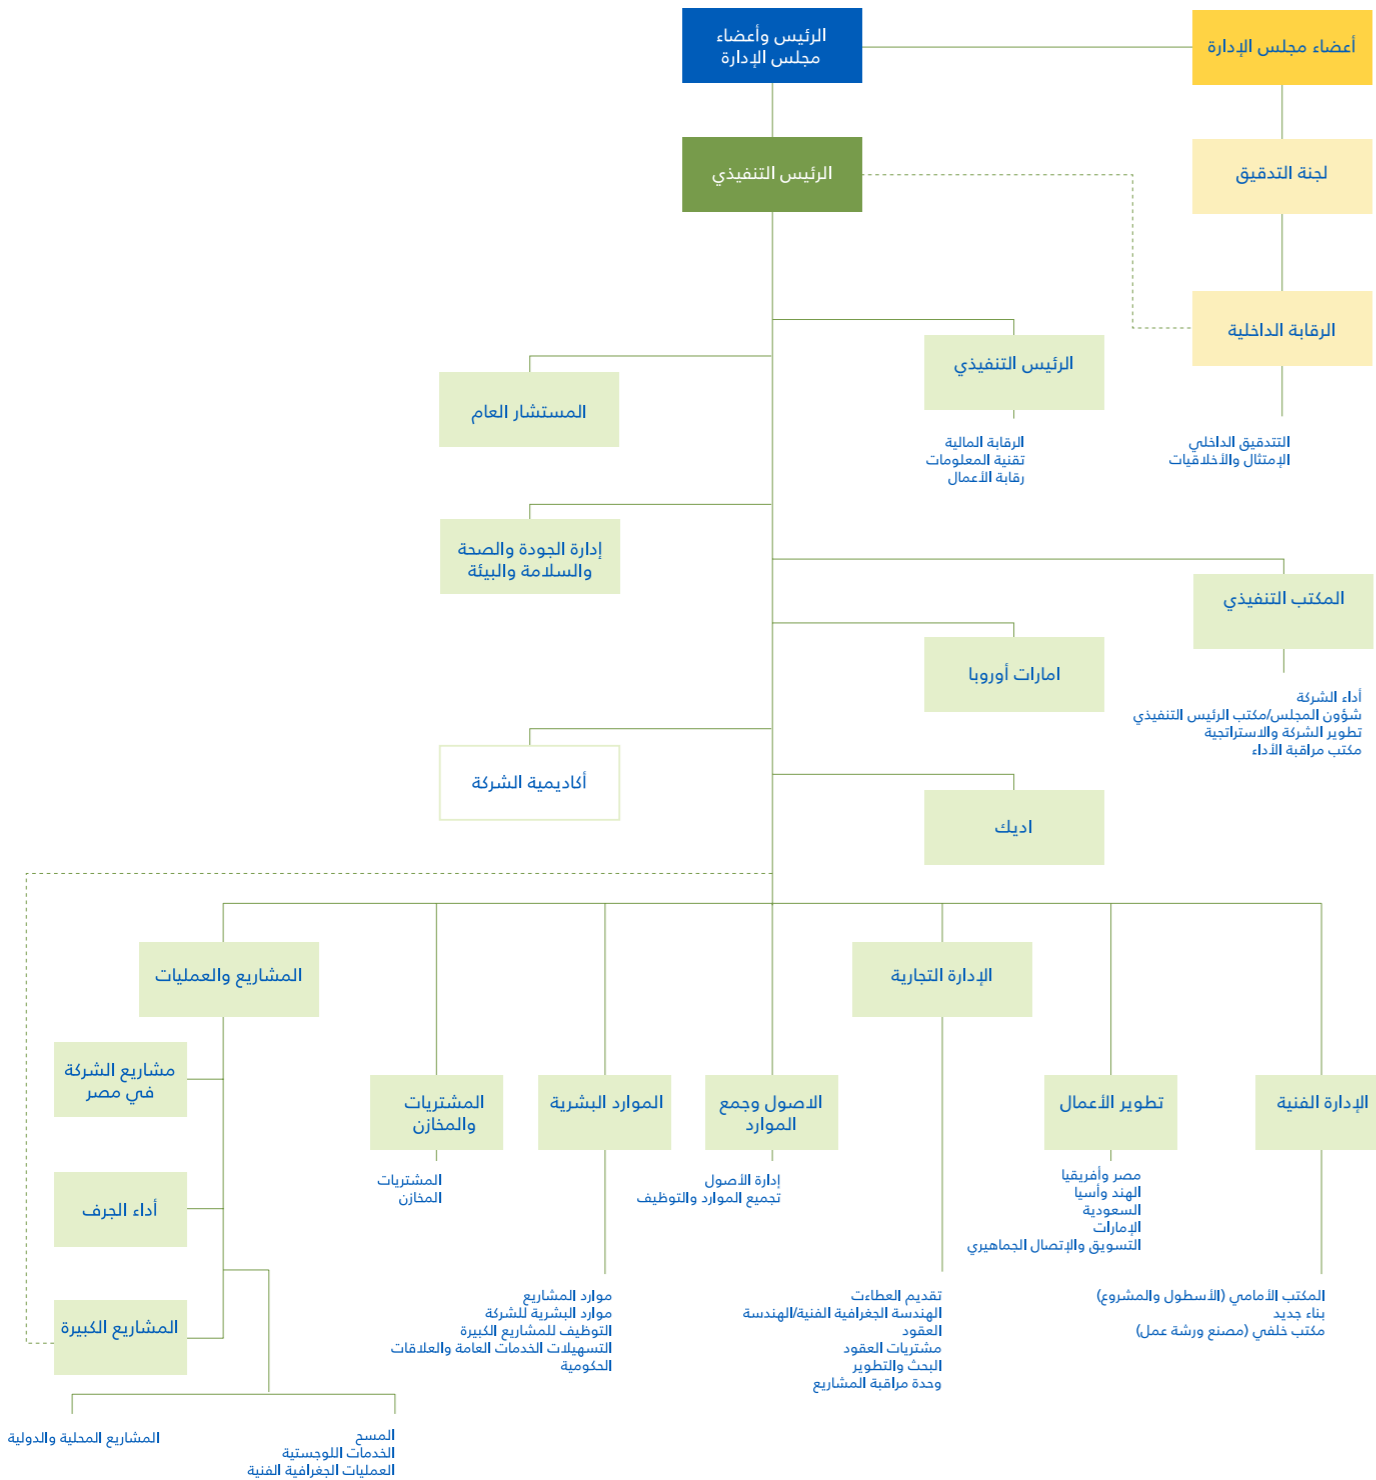 أعضاء مجلس الإدارة
الرئيس وأعضاء
مجلس الإدارة
لجنة التدقيق
الرئيس التنفيذي
الرقابة الداخلية
التتدقيق الداخلي
الإمتثال والأخلاقيات
الرئيس التنفيذي
الرقابة المالية
تقنية المعلومات
رقابة الأعمال
المستشار العام
إدارة الجودة والصحة
والسلامة والبيئة
المكتب التنفيذي
أداء الشركة
شؤون المجلس/مكتب الرئيس التنفيذي
تطوير الشركة والاستراتجية
مكتب مراقبة الأداء
امارات أوروبا
أكاديمية الشركة
اديك
الإدارة الفنية
المكتب الأمامي (الأسطول والمشروع)
بناء جديد
مكتب خلفي (مصنع ورشة عمل)
تطوير الأعمال
مصر وأفريقيا
الهند وأسيا
السعودية
الإمارات
التسويق والإتصال الجماهيري
الإدارة التجارية
تقديم العطاءت
الهندسة الجغرافية الفنية/الهندسة
العقود
مشتريات العقود
البحث والتطوير
وحدة مراقبة المشاريع
الاصول وجمع
الموارد
إدارة الأصول
تجميع الموارد والتوظيف
الموارد البشرية
موارد المشاريع
موارد البشرية للشركة
التوظيف للمشاريع الكبيرة
التسهيلات الخدمات العامة والعلاقات
الحكومية
المشتريات
والمخازن
المشتريات
المخازن
المشاريع والعمليات
مشاريع الشركة
في مصر
أداء الجرف
المشاريع الكبيرة
المسح
الخدمات اللوجستية
العمليات الجغرافية الفنية
المشاريع المحلية والدولية